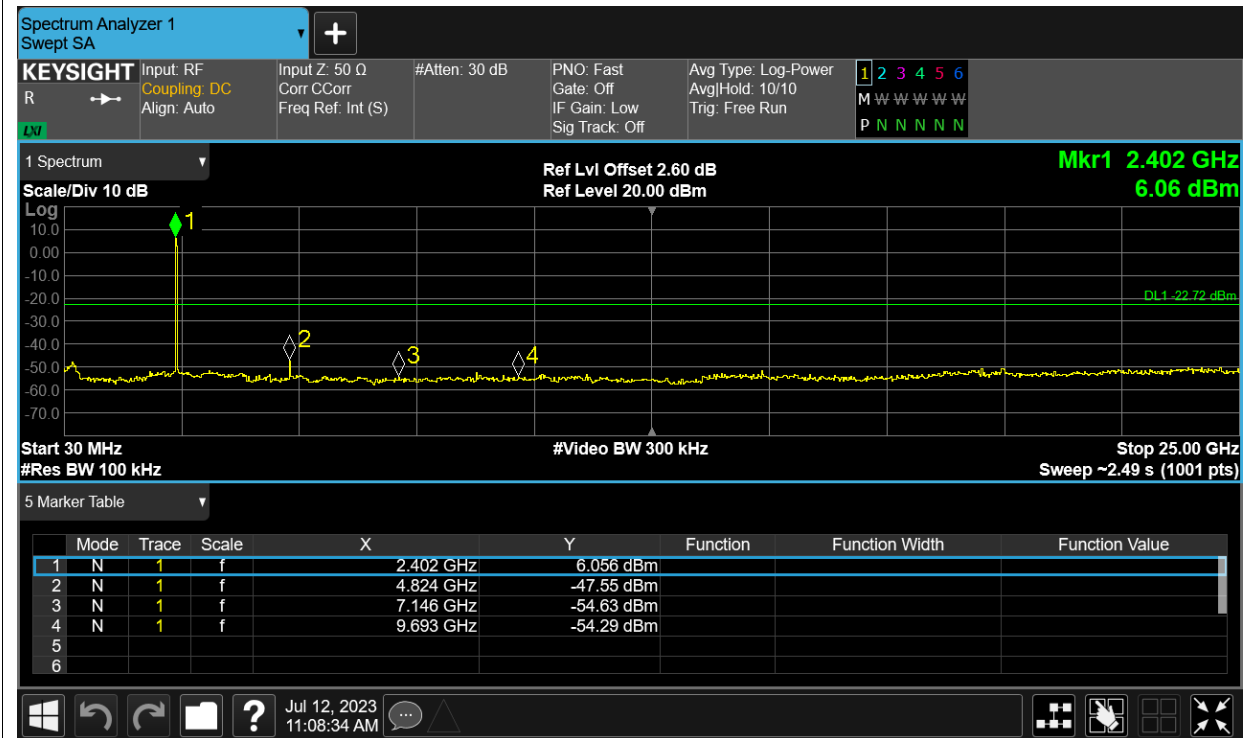 Spectrum Analyzer 1
Swept SA
+
KEYSIGHT Input: RF Input Z: 50 Ω #Atten: 30 dB PNO: Fast Avg Type: Log-Power 1 2 3 4 5 6
R Coupling: DC Corr CCorr Gate: Off Avg|Hold: 10/10 M W W W W W
Align: Auto Freq Ref: Int (S) IF Gain: Low Trig: Free Run
LXI Sig Track: Off P N N N N N
1 Spectrum Ref Lvl Offset 2.60 dB Mkr1 2.402 GHz
Scale/Div 10 dB Ref Level 20.00 dBm 6.06 dBm
Log
1
10.0
0.00
-10.0
-20.0 DL1 -22.72 dBm
-30.0
-40.0 2
3 4
-50.0
-60.0
-70.0
Start 30 MHz #Video BW 300 kHz Stop 25.00 GHz
#Res BW 100 kHz Sweep ~2.49 s (1001 pts)
5 Marker Table
Mode Trace Scale X Y Function Function Width Function Value
1 N 1 f 2.402 GHz 6.056 dBm
2 N 1 f 4.824 GHz -47.55 dBm
3 N 1 f 7.146 GHz -54.63 dBm
4 N 1 f 9.693 GHz -54.29 dBm
5
6
? Jul 12, 2023
11:08:34 AM